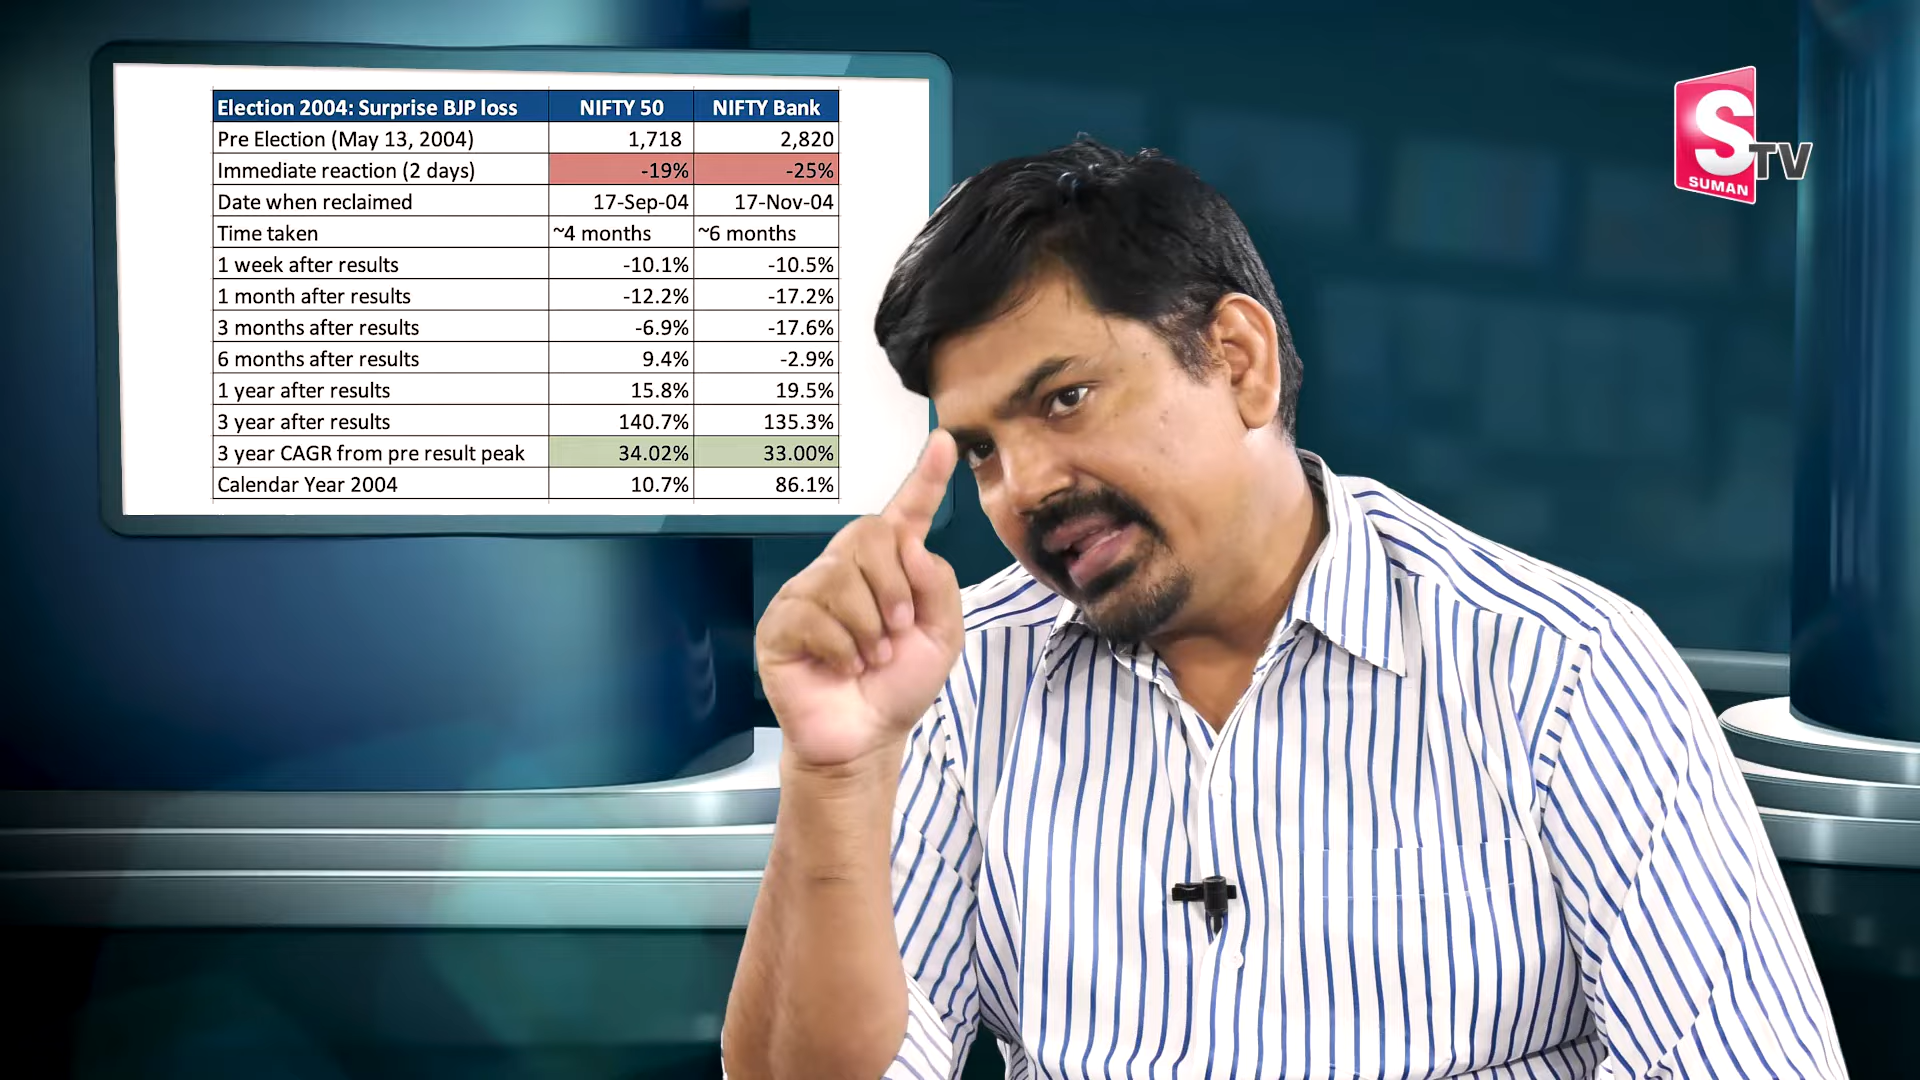 Election 2004: Surprise BJP loss NIFTY 50 NIFTY Bank
Pre Election (May 13, 2004) 1,718 2,820
Immediate reaction (2 days) -19% -25%
Date when reclaimed 17-Sep-04 17-Nov-04
Time taken ~4 months ~6 months
1 week after results -10.1% -10.5%
1 month after results -12.2% -17.2%
3 months after results -6.9% -17.6%
6 months after results 9.4% -2.9%
1 year after results 15.8% 19.5%
3 year after results 140.7% 135.3%
3 year CAGR from pre result peak 34.02% 33.00%
Calendar Year 2004 10.7% 86.1%
S TV
SUMAN